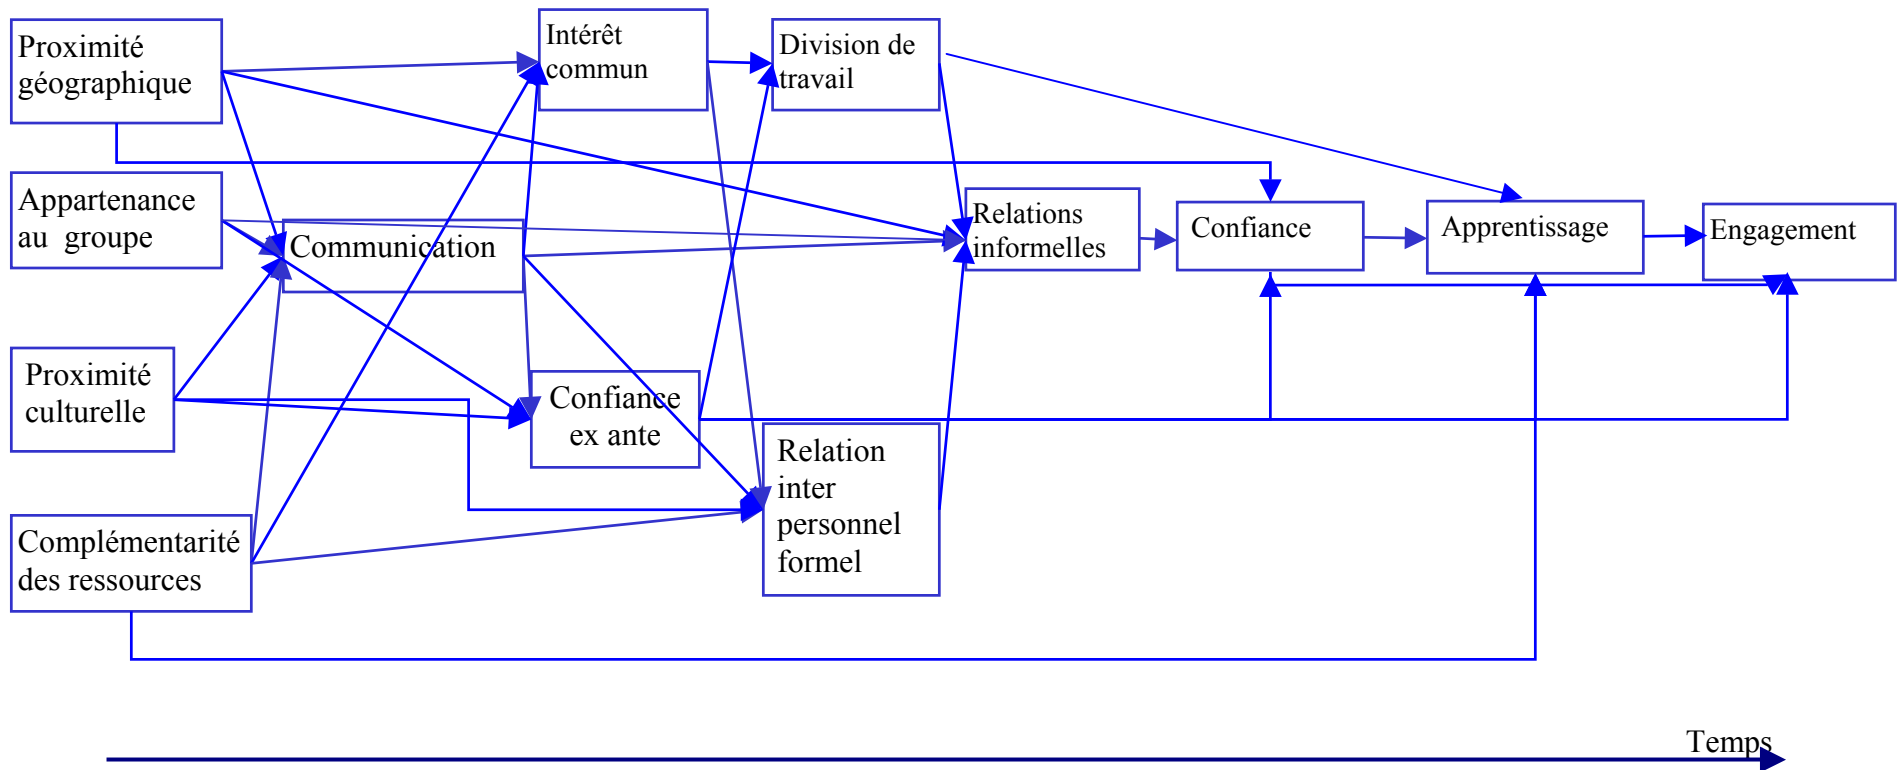 Proximité
géographique
Intérêt
commun
Division de
travail
Appartenance
au groupe
Communication
Relations
informelles
Confiance
Apprentissage
Engagement
Proximité
culturelle
Confiance
ex ante
Relation
inter
personnel
formel
Complémentarité
des ressources
Temps